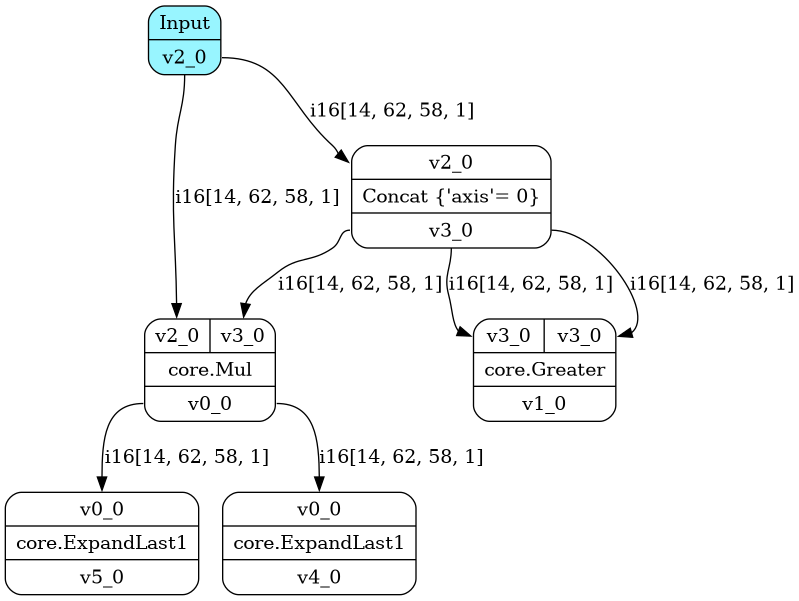 Input
v2_0
i16[14, 62, 58, 1]
v2_0
Concat {'axis'= 0}
v3_0
i16[14, 62, 58, 1]
i16[14, 62, 58, 1]
i16[14, 62, 58, 1]
i16[14, 62, 58, 1]
v2_0 v3_0
core.Mul
v0_0
v3_0 v3_0
core.Greater
v1_0
i16[14, 62, 58, 1]
i16[14, 62, 58, 1]
v0_0
core.ExpandLast1
v5_0
v0_0
core.ExpandLast1
v4_0